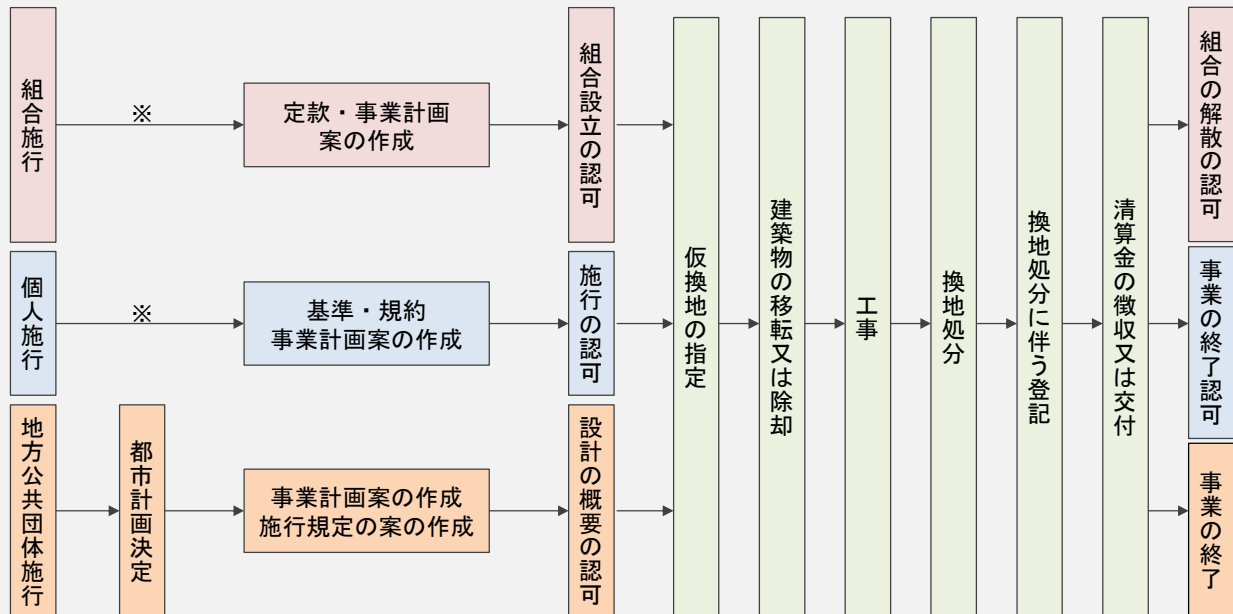 組合施行
※
定款・事業計画
案の作成
組合設立の認可
個人施行
※
基準・規約
事業計画案の作成
施行の認可
地方公共団体施行
都市計画決定
事業計画案の作成
施行規定の案の作成
設計の概要の認可
仮換地の指定
建築物の移転又は除却
工事
換地処分
換地処分に伴う登記
清算金の徴収又は交付
組合の解散の認可
事業の終了認可
事業の終了